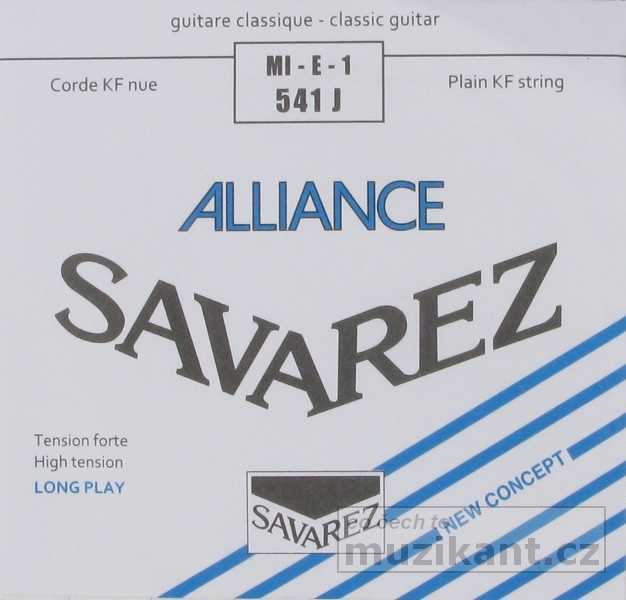 guitare classique - classic guitar
MI - E - 1
541 J
Corde KF nue
Plain KF string
ALLIANCE
SAVAREZ
Tension forte
High tension
LONG PLAY
NEW CONCEPT
SAVAREZ
muzikant.cz